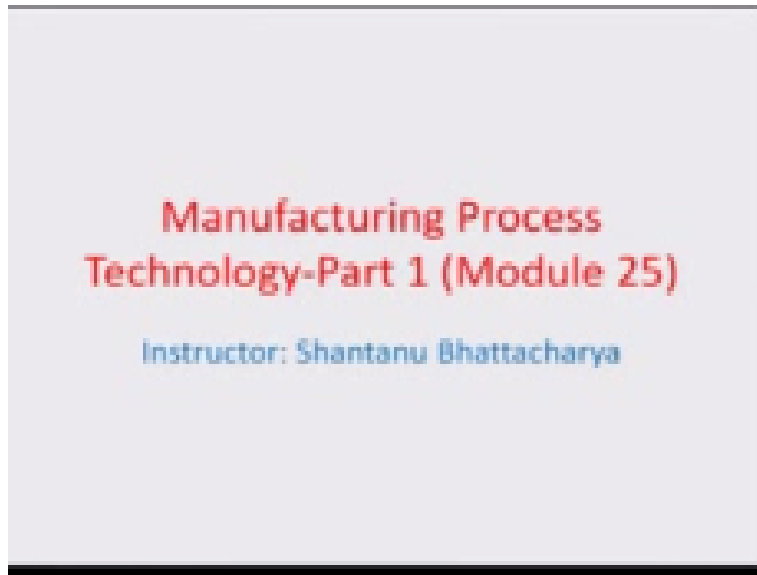 Manufacturing Process
Technology-Part 1 (Module 25)
Instructor: Shantanu Bhattacharya